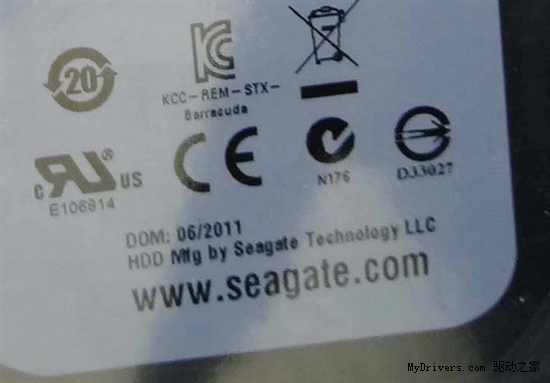 20
KCC-REM-STX-
Barracuda
C UL US
®
E106814
CE
N176
D33027
DOM: 06/2011
HDD Mfg by Seagate Technology LLC
www.seagate.com
MyDrivers.com 驱动之家